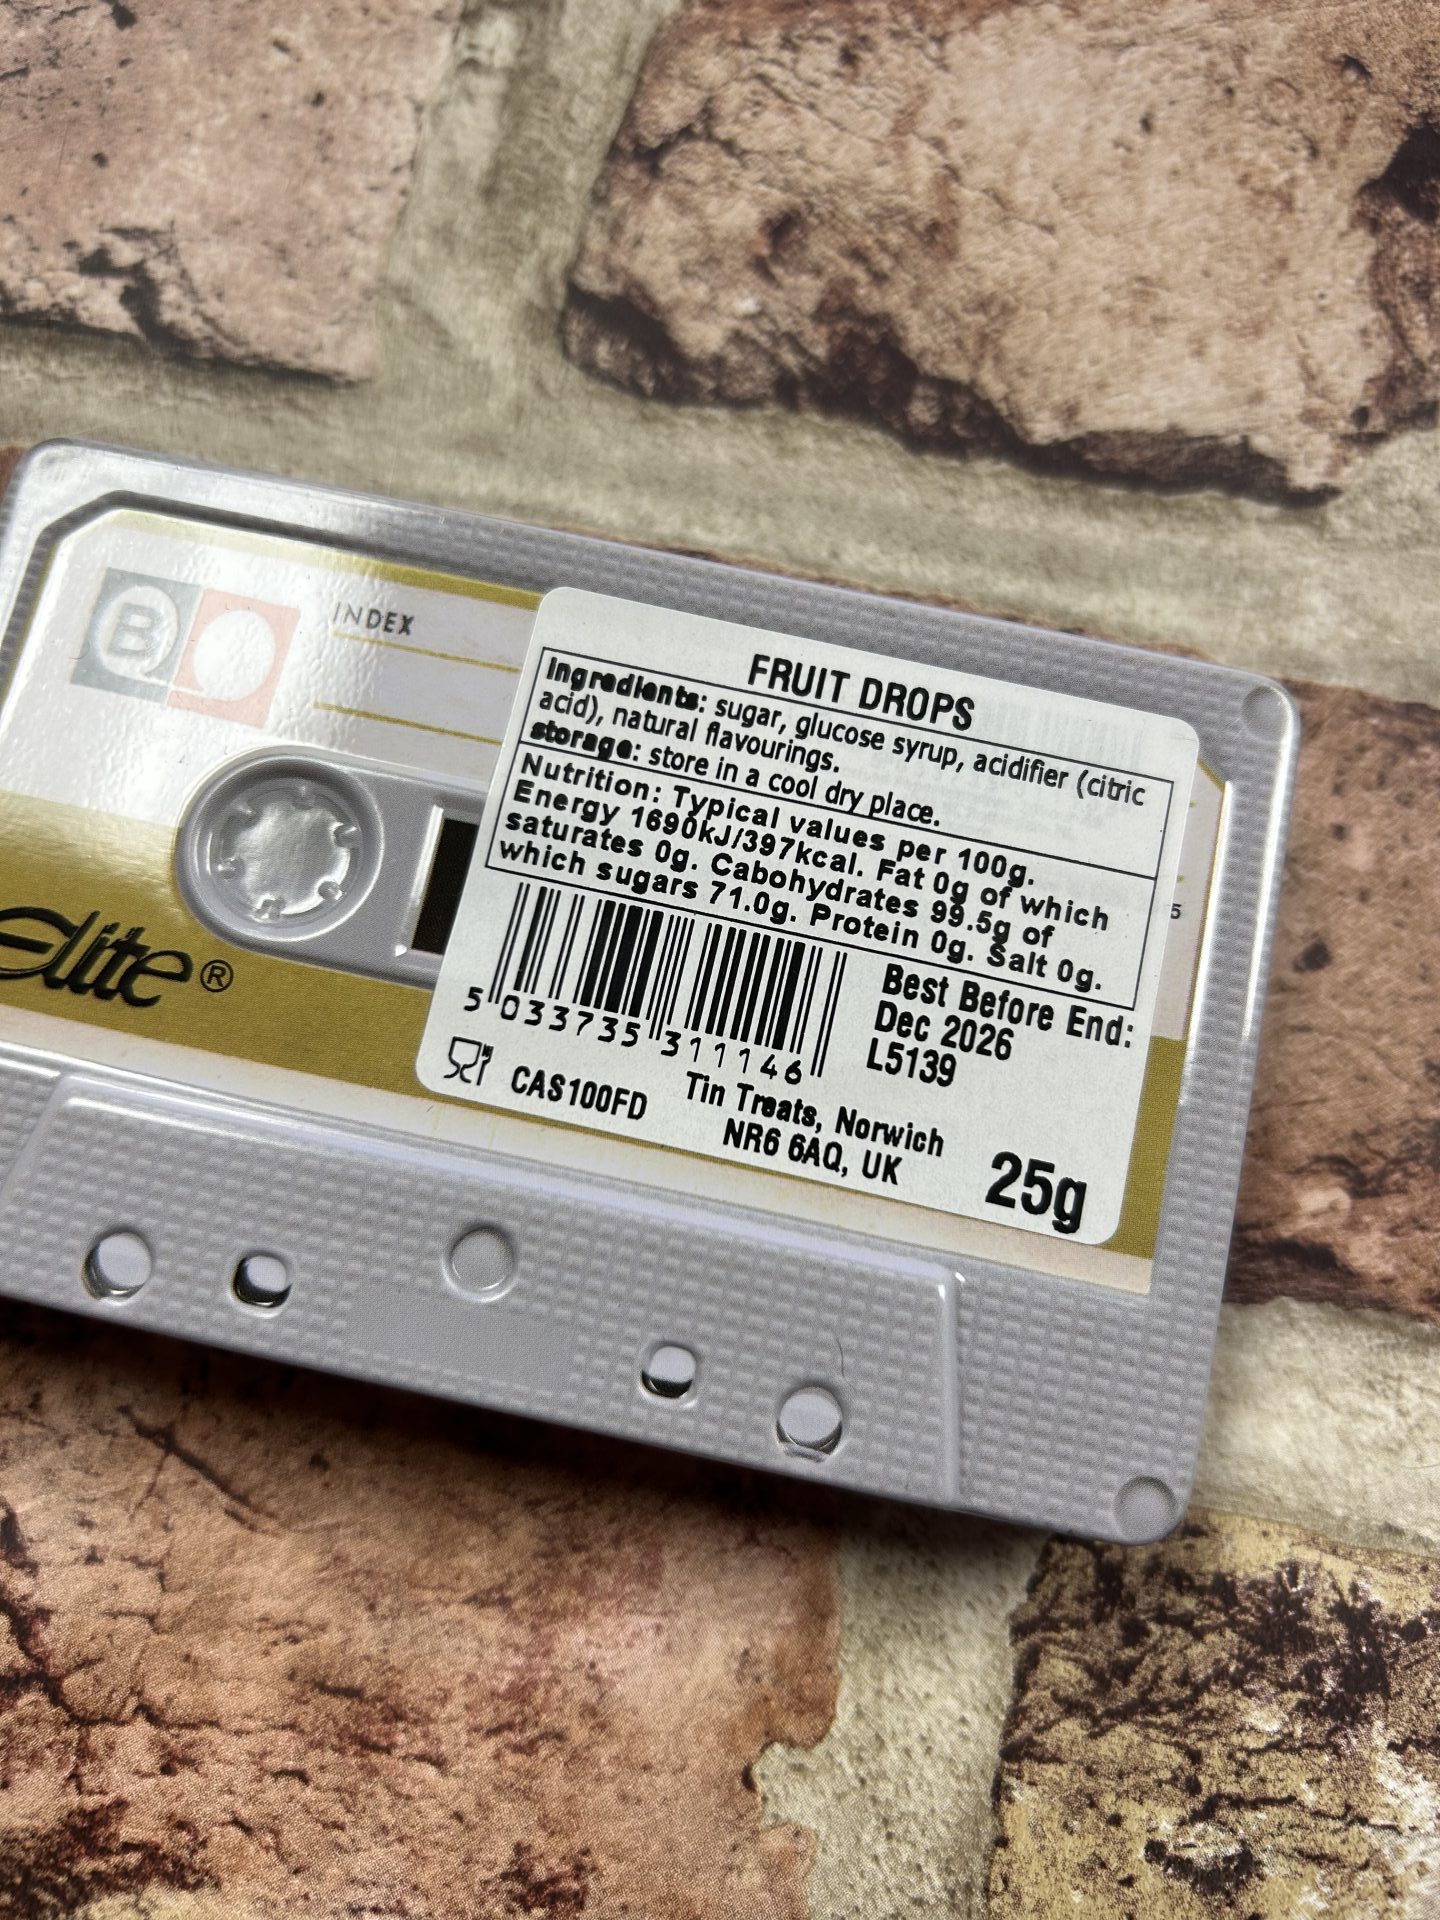 B
INDEX
Elite®
5
FRUIT DROPS
Ingredients: sugar, glucose syrup, acidifier (citric
acid), natural flavourings.
storage: store in a cool dry place.
Nutrition: Typical values per 100g.
Energy 1690kJ/397kcal. Fat 0g of which
saturates 0g. Cabohydrates 99.5g of
which sugars 71.0g. Protein 0g. Salt 0g.
5 033735 311146
Best Before End:
Dec 2026
L5139
CAS100FD
Tin Treats, Norwich
NR6 6AQ, UK
25g